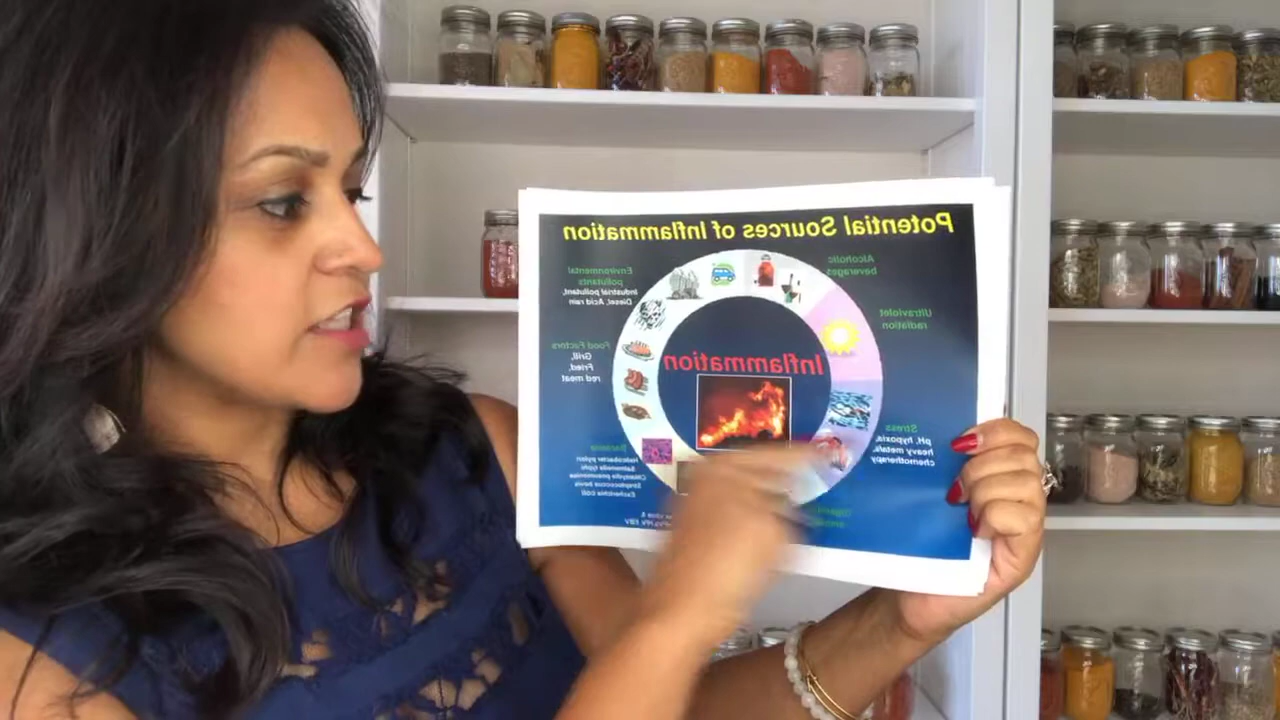 Potential Sources of Inflammation
Environmental
pollutants
Industrial pollutant,
Diesel, Acid rain
Alcoholic
beverages
Ultraviolet
radiation
Food Factors
Grill,
Fried,
red meat
Inflammation
Stress
pH, hypoxia,
heavy metals,
chemotherapy
Bacteria
Helicobacter pylori
Salmonella typhi
Chlamydia pneumoniae
Streptococcus bovis
Escherichia Coli